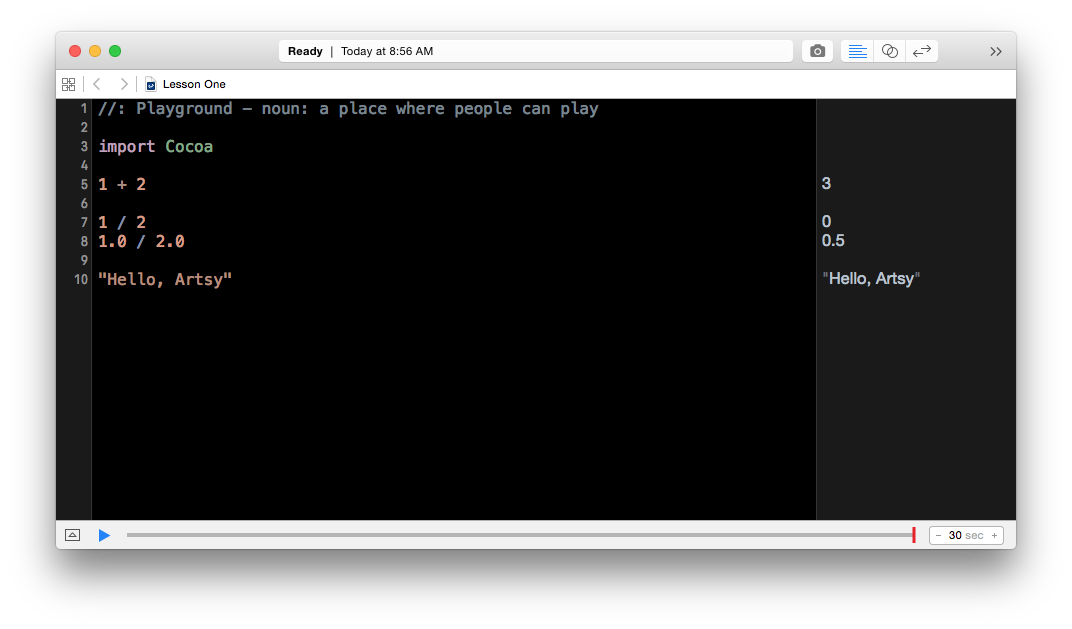 Ready | Today at 8:56 AM
Lesson One
1 //: Playground – noun: a place where people can play
2
3 import Cocoa
4
5 1 + 2 3
6
7 1 / 2 0
8 1.0 / 2.0 0.5
9
10 "Hello, Artsy" "Hello, Artsy"
- 30 sec +